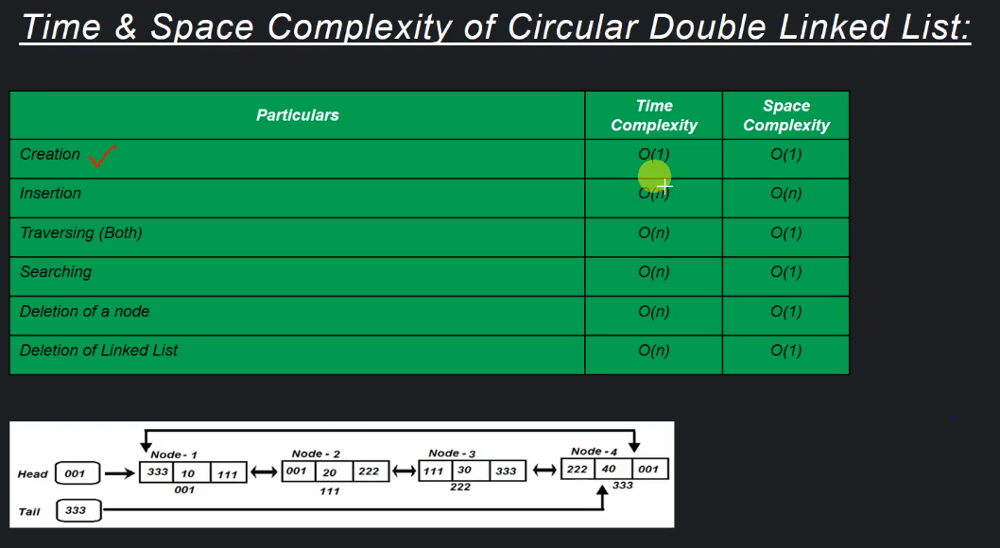 Time & Space Complexity of Circular Double Linked List:
Particulars Time Complexity Space Complexity
Creation O(1) O(1)
Insertion O(n) O(n)
Traversing (Both) O(n) O(1)
Searching O(n) O(1)
Deletion of a node O(n) O(1)
Deletion of Linked List O(n) O(1)
Node-1 Node-2 Node-3 Node-4
Head 001 333 10 111 001 20 222 111 30 333 222 40 001
001 111 222 333
Tail 333